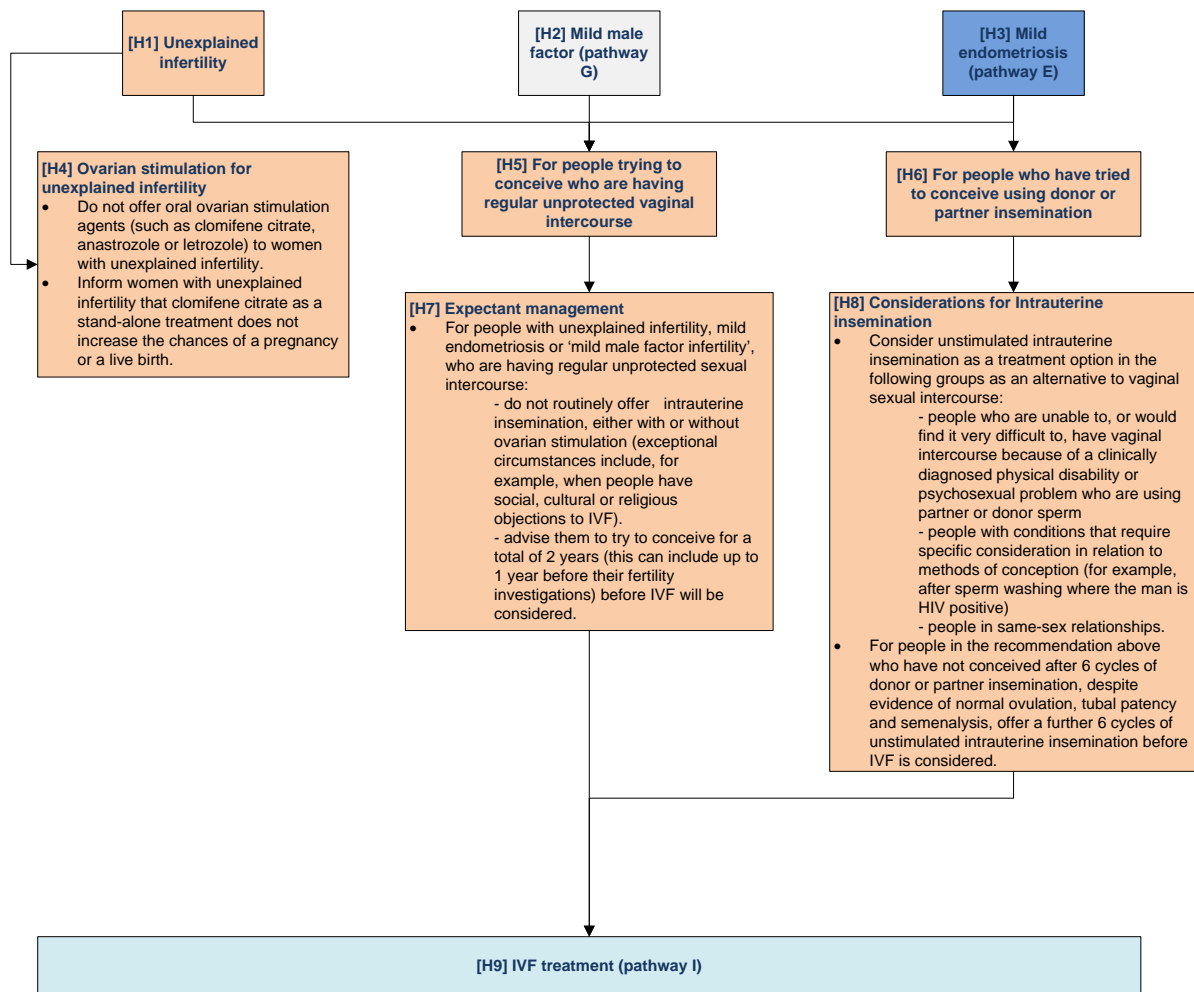 [H1] Unexplained
infertility
[H2] Mild male
factor (pathway
G)
[H3] Mild
endometriosis
(pathway E)
[H4] Ovarian stimulation for
unexplained infertility
• Do not offer oral ovarian stimulation
agents (such as clomifene citrate,
anastrozole or letrozole) to women
with unexplained infertility.
• Inform women with unexplained
infertility that clomifene citrate as a
stand-alone treatment does not
increase the chances of a pregnancy
or a live birth.
[H5] For people trying to
conceive who are having
regular unprotected vaginal
intercourse
[H6] For people who have tried
to conceive using donor or
partner insemination
[H7] Expectant management
• For people with unexplained infertility, mild
endometriosis or ‘mild male factor infertility’,
who are having regular unprotected sexual
intercourse:
- do not routinely offer intrauterine
insemination, either with or without
ovarian stimulation (exceptional
circumstances include, for
example, when people have
social, cultural or religious
objections to IVF).
- advise them to try to conceive for a
total of 2 years (this can include up to
1 year before their fertility
investigations) before IVF will be
considered.
[H8] Considerations for Intrauterine
insemination
• Consider unstimulated intrauterine
insemination as a treatment option in the
following groups as an alternative to vaginal
sexual intercourse:
- people who are unable to, or would
find it very difficult to, have vaginal
intercourse because of a clinically
diagnosed physical disability or
psychosexual problem who are using
partner or donor sperm
- people with conditions that require
specific consideration in relation to
methods of conception (for example,
after sperm washing where the man is
HIV positive)
- people in same-sex relationships.
• For people in the recommendation above
who have not conceived after 6 cycles of
donor or partner insemination, despite
evidence of normal ovulation, tubal patency
and semenalysis, offer a further 6 cycles of
unstimulated intrauterine insemination before
IVF is considered.
[H9] IVF treatment (pathway I)